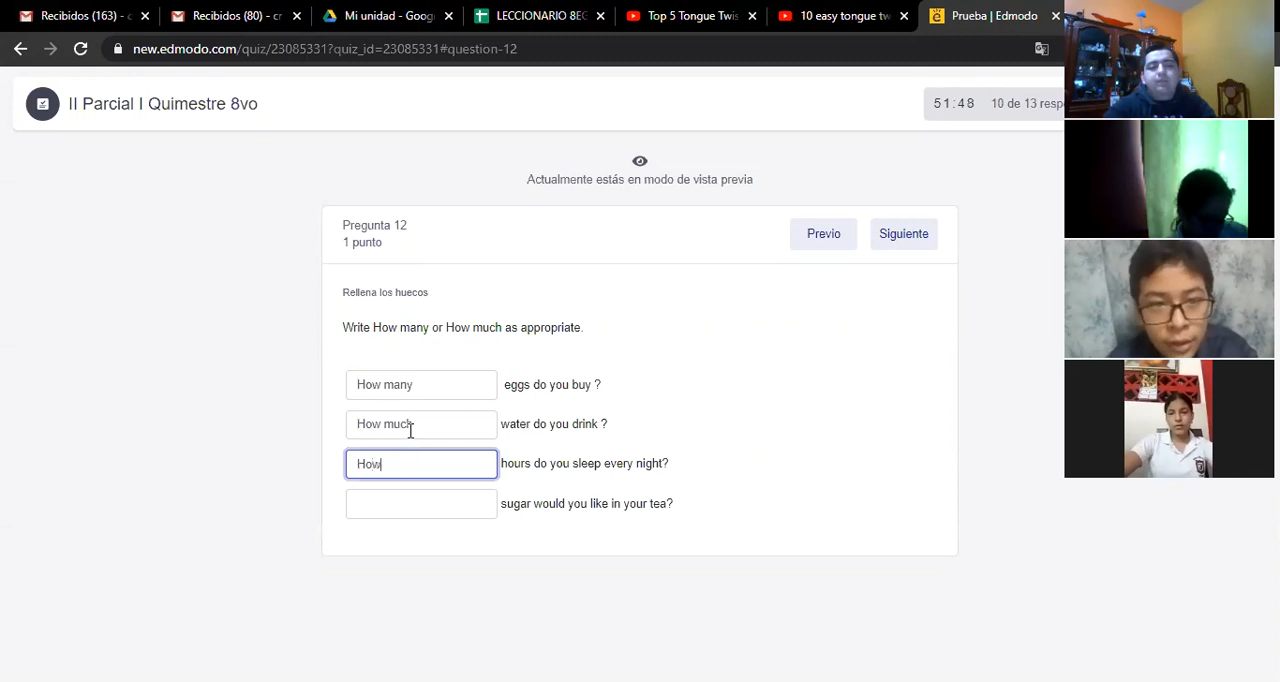 Recibidos (163) - c
Recibidos (80) - cr
Mi unidad - Goog
LECCIONARIO 8EG
Top 5 Tongue Twis
10 easy tongue tw
Prueba | Edmodo
new.edmodo.com/quiz/23085331?quiz_id=23085331#question-12
II Parcial I Quimestre 8vo
51:48 10 de 13 resp
Actualmente estás en modo de vista previa
Pregunta 12
1 punto
Previo
Siguiente
Rellena los huecos
Write How many or How much as appropriate.
How many eggs do you buy ?
How much water do you drink ?
How hours do you sleep every night?
sugar would you like in your tea?